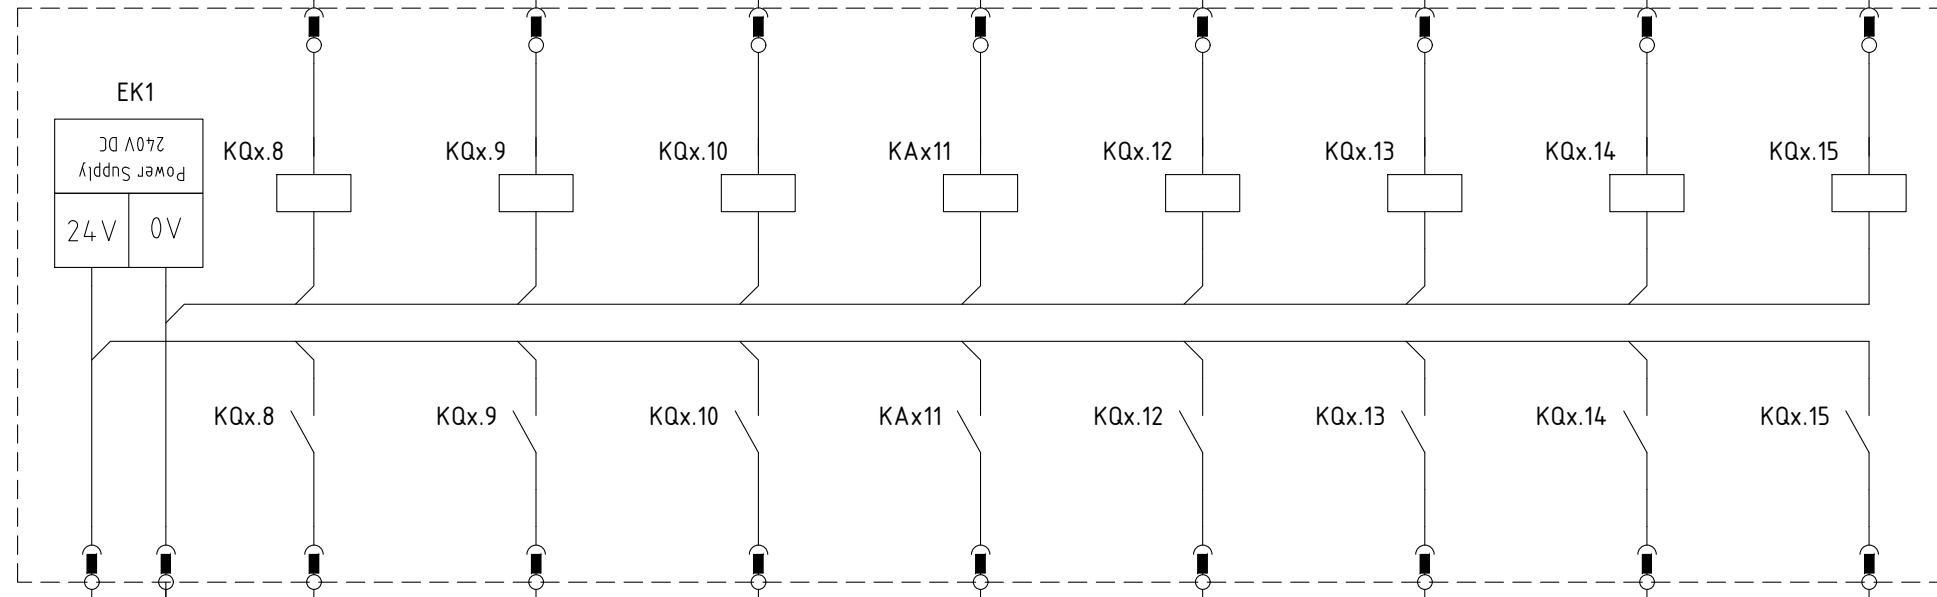 EK1
Power Supply
240V DC
24V
0V
KQx.8
KQx.9
KQx.10
KAx11
KQx.12
KQx.13
KQx.14
KQx.15
KQx.8
KQx.9
KQx.10
KAx11
KQx.12
KQx.13
KQx.14
KQx.15